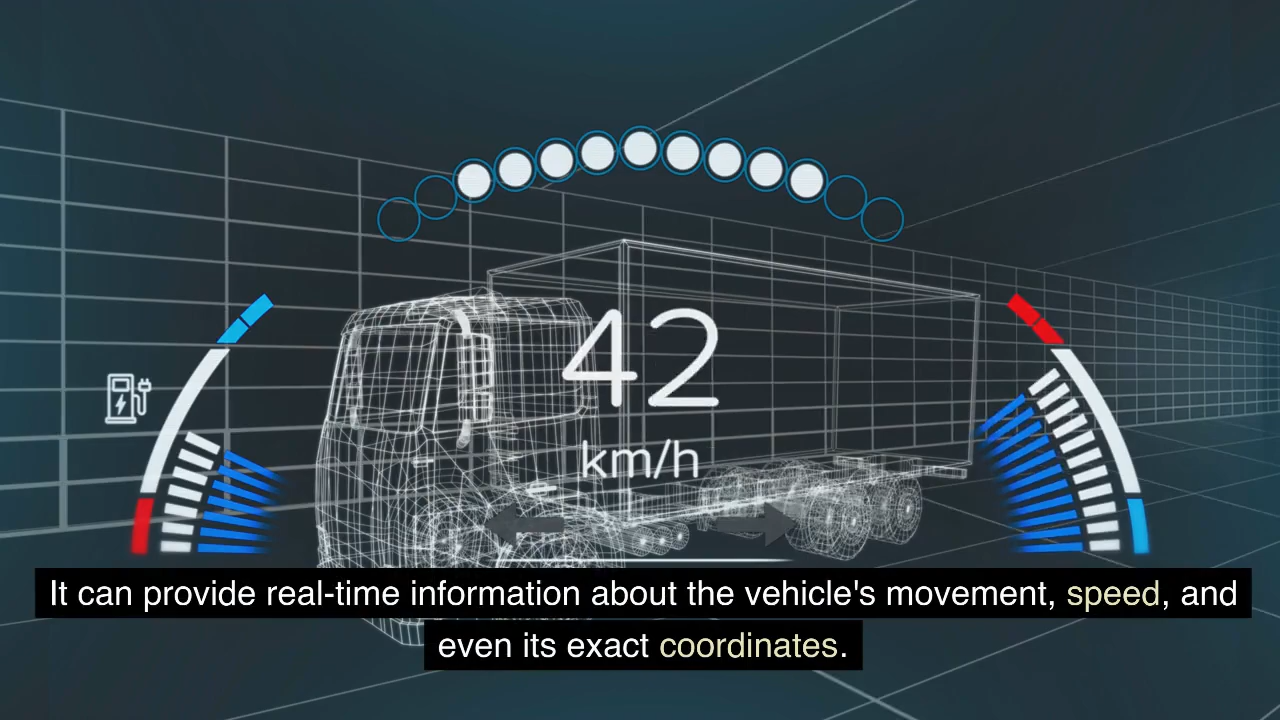 42
km/h
It can provide real-time information about the vehicle's movement, speed, and
even its exact coordinates.